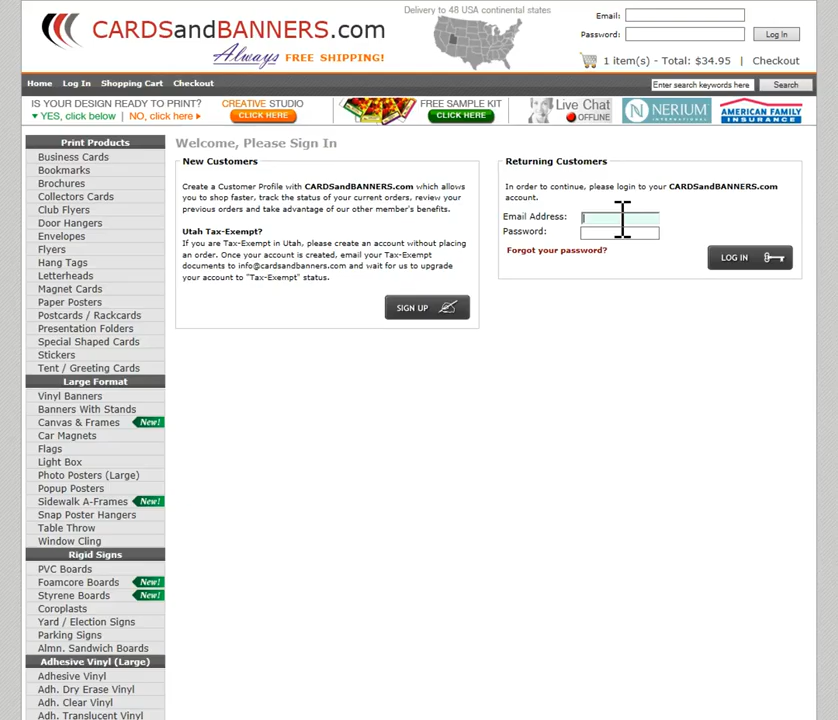 CARDSandBANNERS.com
Always FREE SHIPPING!
Delivery to 48 USA continental states
Email:
Password:
Log In
1 item(s) - Total: $34.95 | Checkout
Home Log In Shopping Cart Checkout
Enter search keywords here Search
IS YOUR DESIGN READY TO PRINT?
YES, click below | NO, click here
CREATIVE STUDIO
CLICK HERE
FREE SAMPLE KIT
CLICK HERE
Live Chat
OFFLINE
N NERIUM
INTERNATIONAL
AMERICAN FAMILY
INSURANCE
Print Products
Business Cards
Bookmarks
Brochures
Collectors Cards
Club Flyers
Door Hangers
Envelopes
Flyers
Hang Tags
Letterheads
Magnet Cards
Paper Posters
Postcards / Rackcards
Presentation Folders
Special Shaped Cards
Stickers
Tent / Greeting Cards
Large Format
Vinyl Banners
Banners With Stands
Canvas & Frames New!
Car Magnets
Flags
Light Box
Photo Posters (Large)
Popup Posters
Sidewalk A-Frames New!
Snap Poster Hangers
Table Throw
Window Cling
Rigid Signs
PVC Boards
Foamcore Boards New!
Styrene Boards New!
Coroplasts
Yard / Election Signs
Parking Signs
Almn. Sandwich Boards
Adhesive Vinyl (Large)
Adhesive Vinyl
Adh. Dry Erase Vinyl
Adh. Clear Vinyl
Adh. Translucent Vinyl
Welcome, Please Sign In
New Customers
Create a Customer Profile with CARDSandBANNERS.com which allows
you to shop faster, track the status of your current orders, review your
previous orders and take advantage of our other member's benefits.
Utah Tax-Exempt?
If you are Tax-Exempt in Utah, please create an account without placing
an order. Once your account is created, email your Tax-Exempt
documents to info@cardsandbanners.com and wait for us to upgrade
your account to "Tax-Exempt" status.
SIGN UP
Returning Customers
In order to continue, please login to your CARDSandBANNERS.com
account.
Email Address:
Password:
Forgot your password?
LOG IN